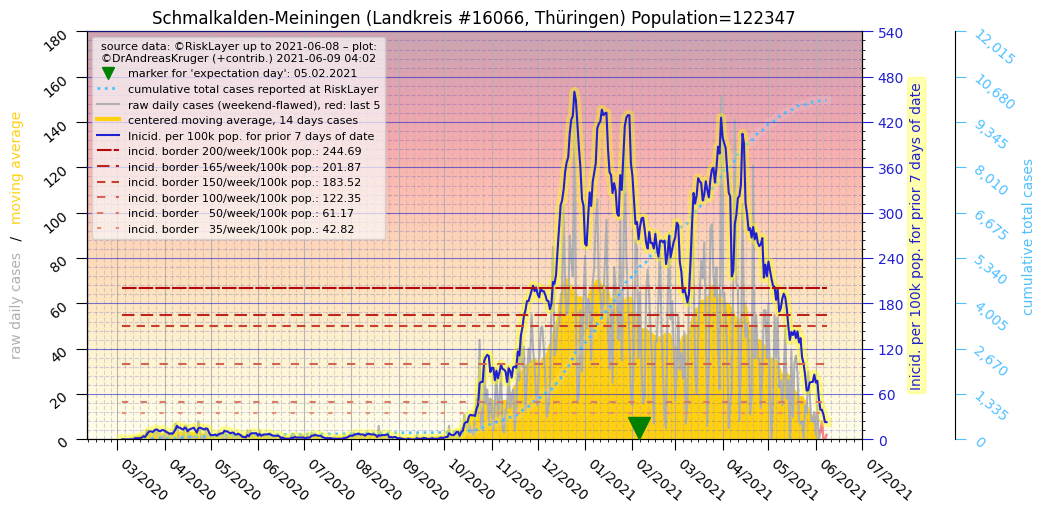 Schmalkalden-Meiningen (Landkreis #16066, Thüringen) Population=122347
source data: ©RiskLayer up to 2021-06-08 – plot:
©DrAndreasKruger (+contrib.) 2021-06-09 04:02
marker for 'expectation day': 05.02.2021
cumulative total cases reported at RiskLayer
raw daily cases (weekend-flawed), red: last 5
centered moving average, 14 days cases
Inicid. per 100k pop. for prior 7 days of date
incid. border 200/week/100k pop.: 244.69
incid. border 165/week/100k pop.: 201.87
incid. border 150/week/100k pop.: 183.52
incid. border 100/week/100k pop.: 122.35
incid. border 50/week/100k pop.: 61.17
incid. border 35/week/100k pop.: 42.82
raw daily cases / moving average
180
160
140
120
100
80
60
40
20
0
540
480
420
360
300
240
180
120
60
0
Inicid. per 100k pop. for prior 7 days of date
12,015
10,680
9,345
8,010
6,675
5,340
4,005
2,670
1,335
0
cumulative total cases
03/2020
04/2020
05/2020
06/2020
07/2020
08/2020
09/2020
10/2020
11/2020
12/2020
01/2021
02/2021
03/2021
04/2021
05/2021
06/2021
07/2021